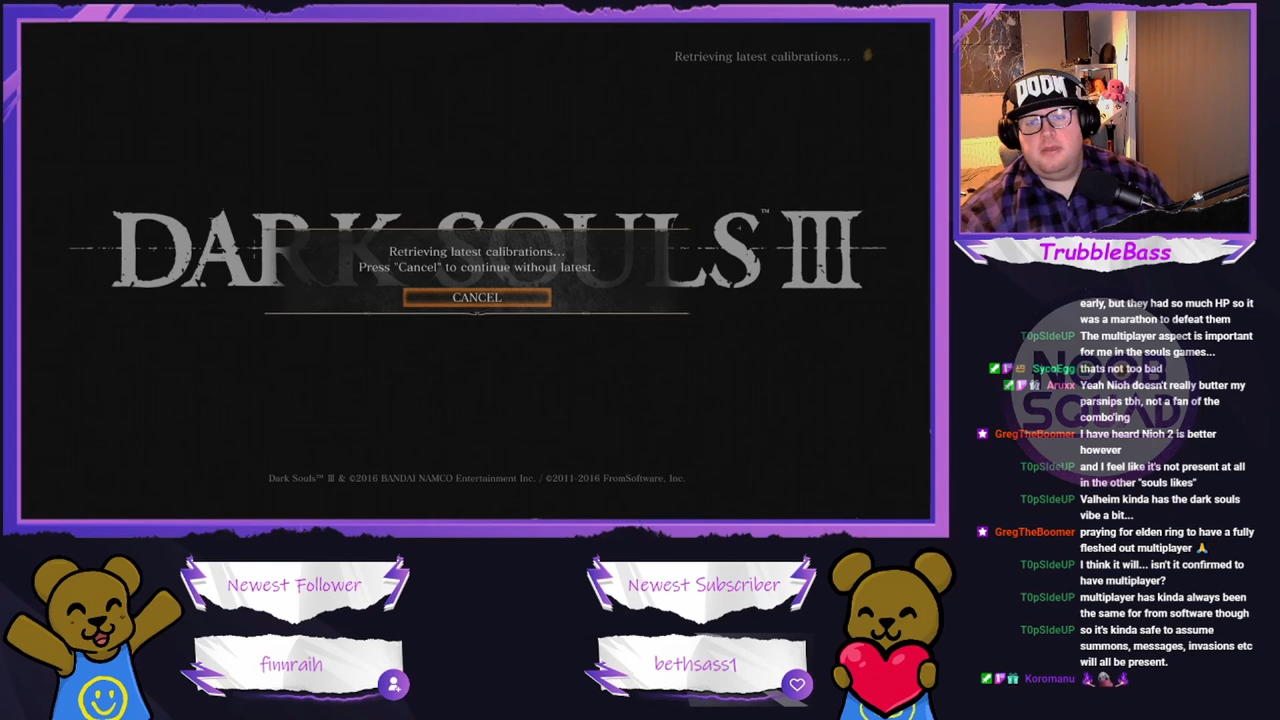 Retrieving latest calibrations...
DARK SOULS™ III
Retrieving latest calibrations...
Press "Cancel" to continue without latest.
CANCEL
Dark Souls™ III & ©2016 BANDAI NAMCO Entertainment Inc. / ©2011-2016 FromSoftware, Inc.
DOOM
TrubbleBass
NOOB
SQUAD
early, but they had so much HP so it
was a marathon to defeat them
T0pSIdeUP The multiplayer aspect is important
for me in the souls games...
SycoEgg thats not too bad
Aruxx Yeah Nioh doesn't really butter my
parsnips tbh, not a fan of the
combo'ing
GregTheBoomer I have heard Nioh 2 is better
however
T0pSIdeUP and I feel like it's not present at all
in the other "souls likes"
T0pSIdeUP Valheim kinda has the dark souls
vibe a bit...
GregTheBoomer praying for elden ring to have a fully
fleshed out multiplayer 🙏
T0pSIdeUP I think it will... isn't it confirmed to
have multiplayer?
T0pSIdeUP multiplayer has kinda always been
the same for from software though
T0pSIdeUP so it's kinda safe to assume
summons, messages, invasions etc
will all be present.
Koromanu
Newest Follower
finnraih
Newest Subscriber
bethsass1